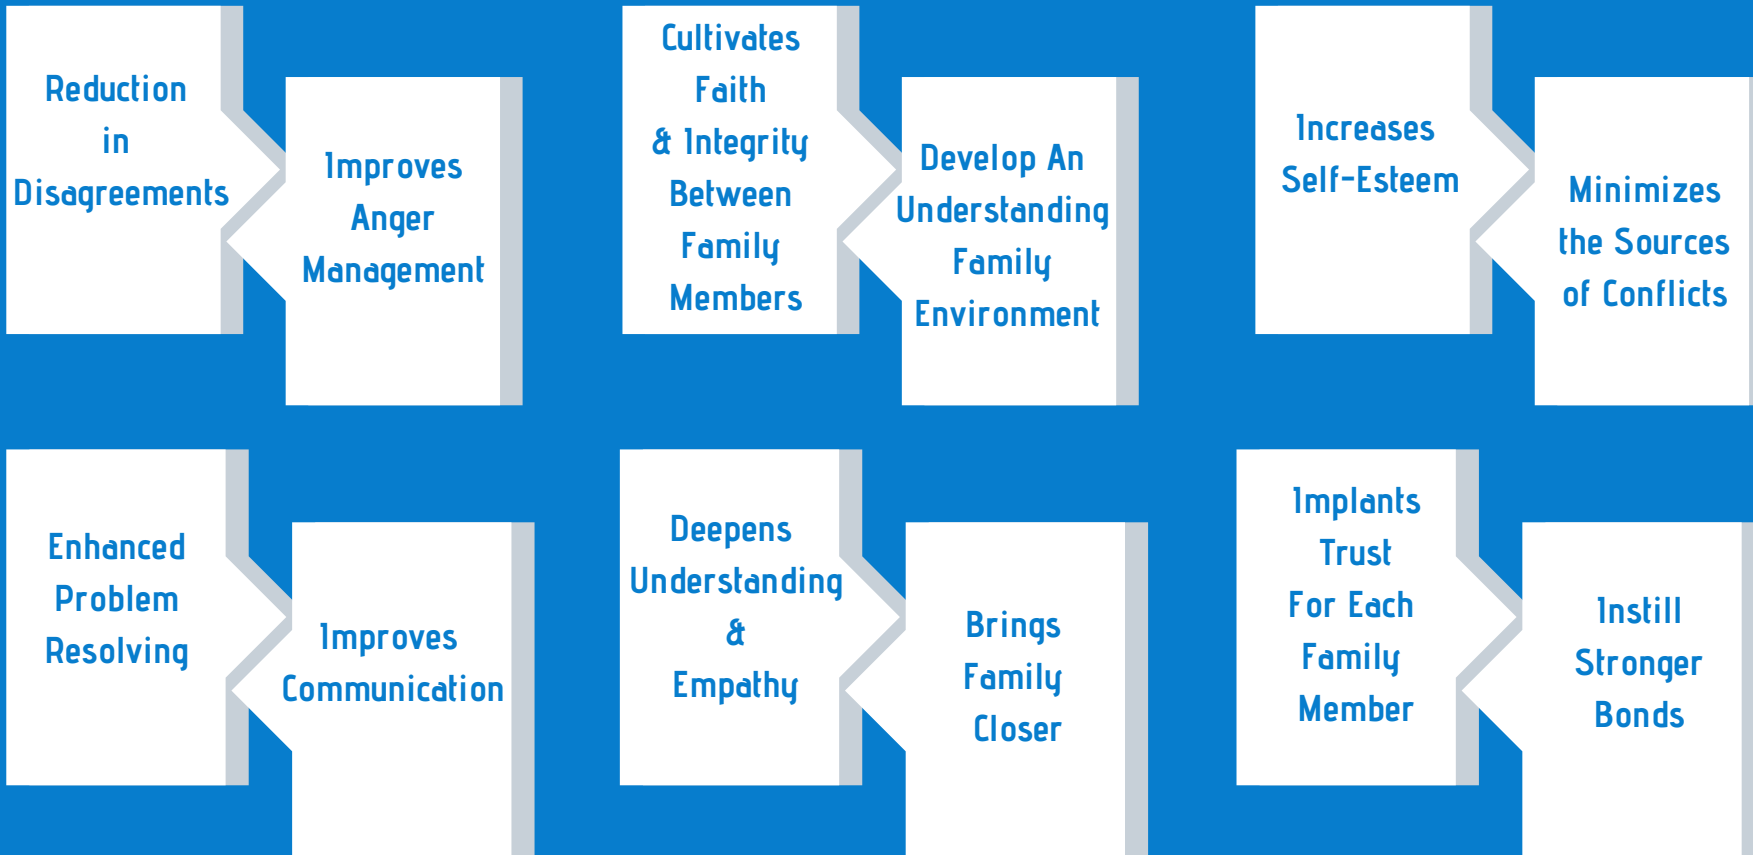 Reduction
in
Disagreements
Improves
Anger
Management
Cultivates
Faith
& Integrity
Between
Family
Members
Develop An
Understanding
Family
Environment
Increases
Self-Esteem
Minimizes
the Sources
of Conflicts
Enhanced
Problem
Resolving
Improves
Communication
Deepens
Understanding
&
Empathy
Brings
Family
Closer
Implants
Trust
For Each
Family
Member
Instill
Stronger
Bonds